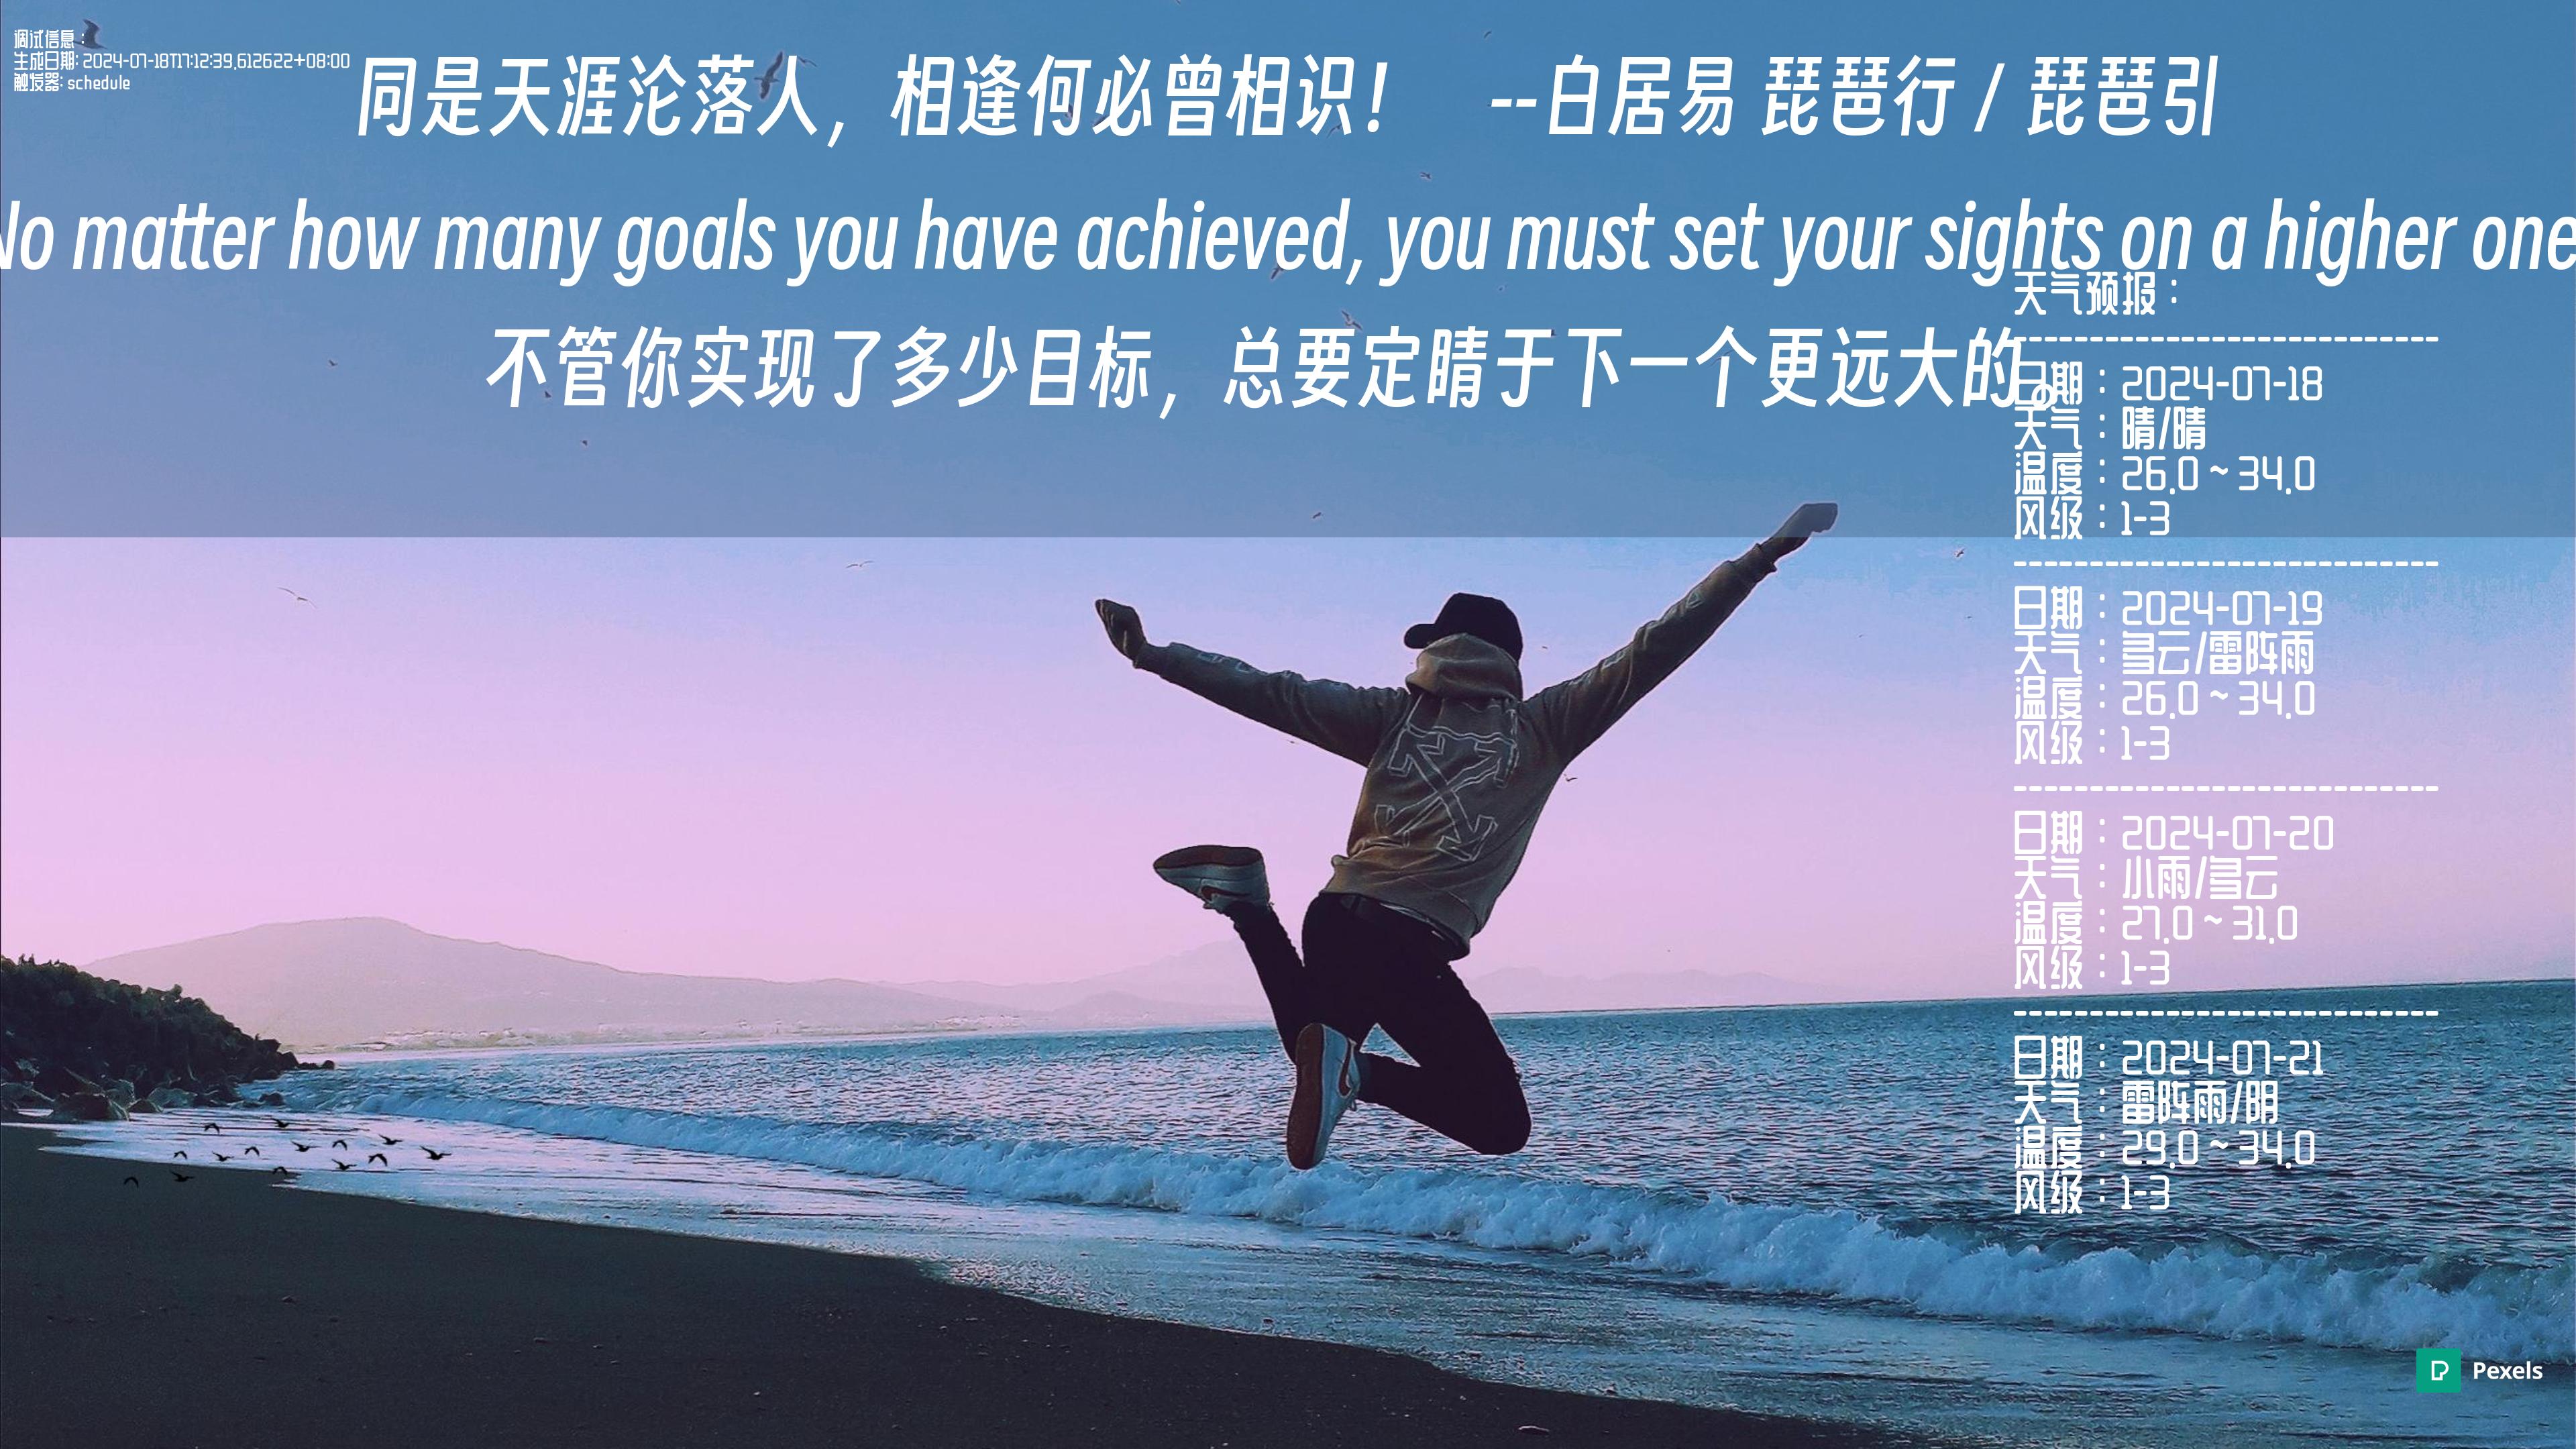 调试信息：
生成日期: 2024-07-18T17:12:39.612622+08:00
触发器: schedule
同是天涯沦落人，相逢何必曾相识！ --白居易 琵琶行 / 琵琶引
No matter how many goals you have achieved, you must set your sights on a higher one
不管你实现了多少目标，总要定睛于下一个更远大的。
天气预报：
----------------------------
日期：2024-07-18
天气：晴/晴
温度：26.0 ~ 34.0
风级：1-3
----------------------------
日期：2024-07-19
天气：多云/雷阵雨
温度：26.0 ~ 34.0
风级：1-3
----------------------------
日期：2024-07-20
天气：小雨/多云
温度：27.0 ~ 31.0
风级：1-3
----------------------------
日期：2024-07-21
天气：雷阵雨/阴
温度：29.0 ~ 34.0
风级：1-3
Pexels